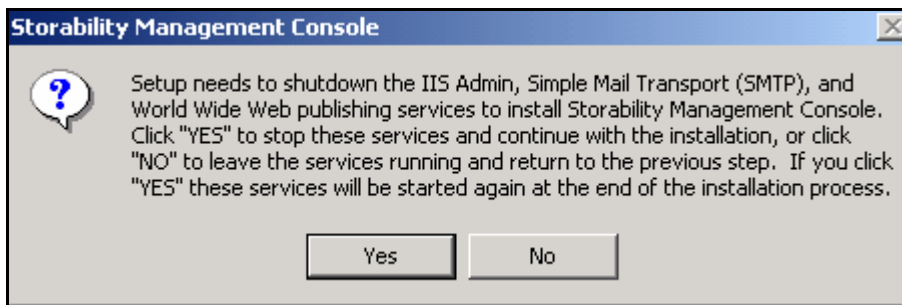 Storability Management Console
?
Setup needs to shutdown the IIS Admin, Simple Mail Transport (SMTP), and
World Wide Web publishing services to install Storability Management Console.
Click "YES" to stop these services and continue with the installation, or click
"NO" to leave the services running and return to the previous step.  If you click
"YES" these services will be started again at the end of the installation process.
Yes
No